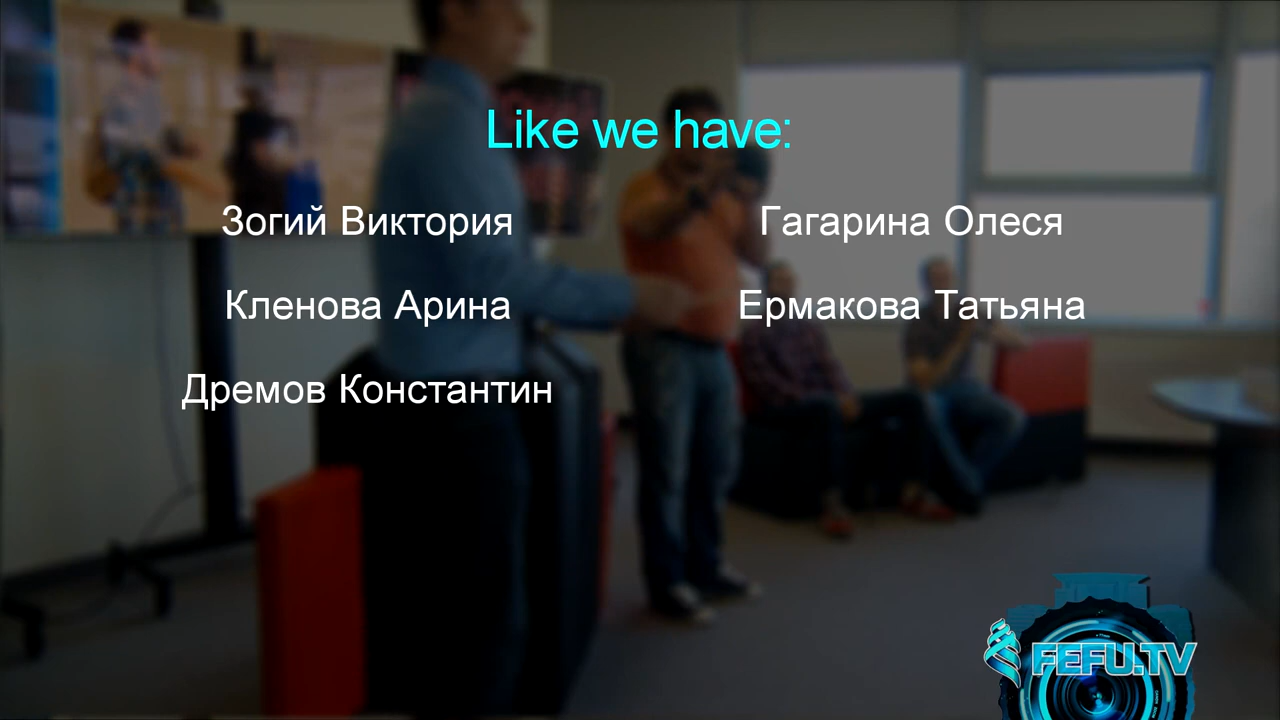 Like we have:
Зогий Виктория
Гагарина Олеся
Кленова Арина
Ермакова Татьяна
Дремов Константин
FEFU.TV